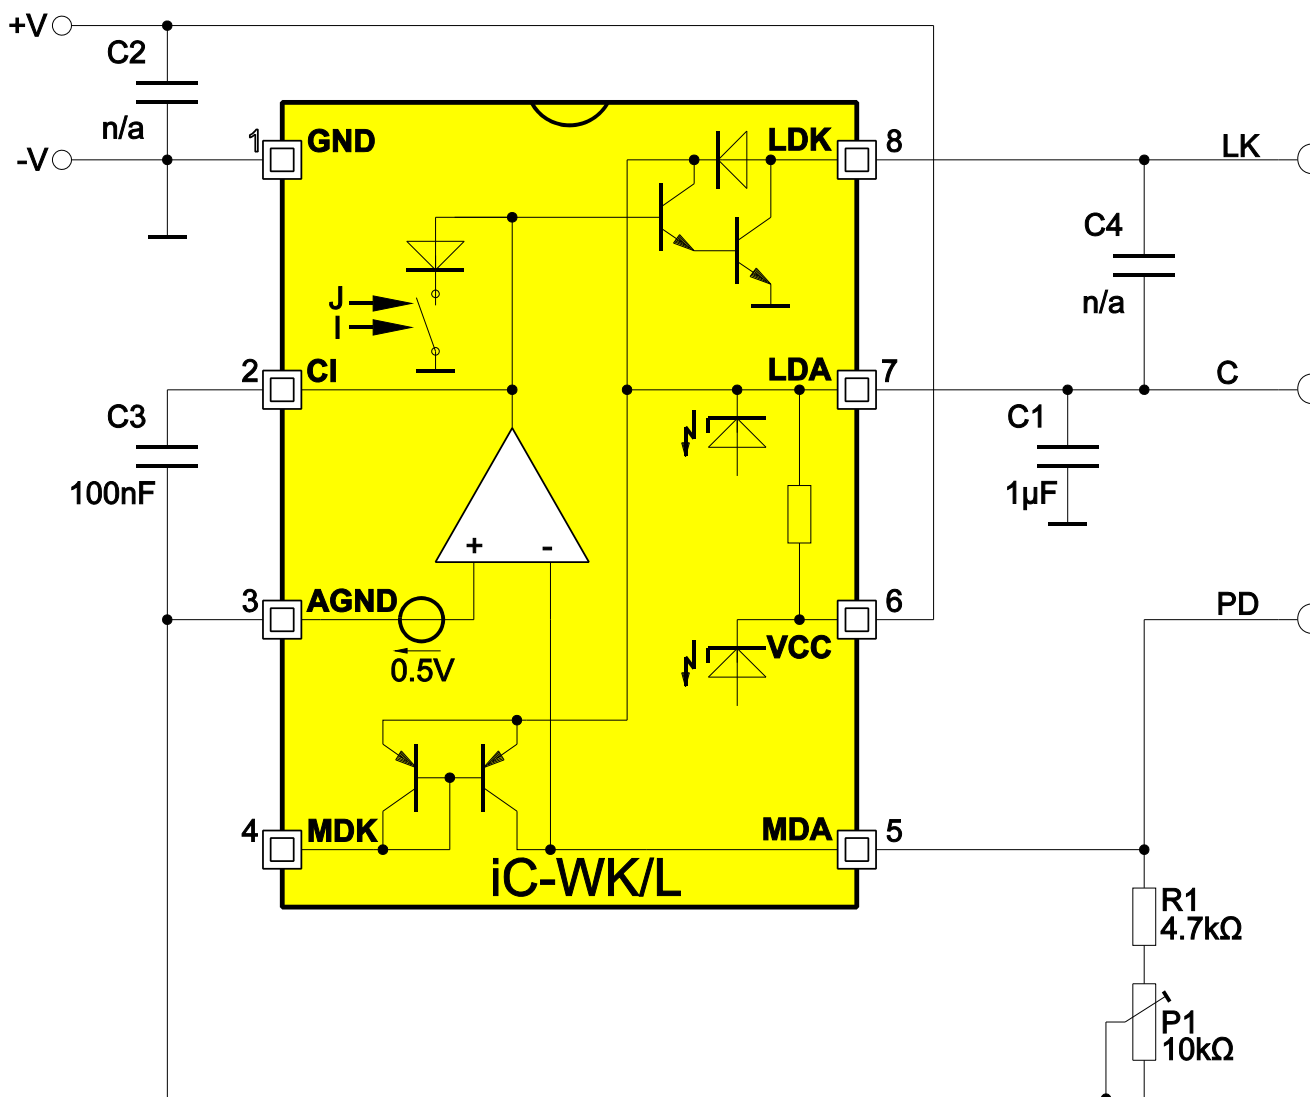 +V
C2
n/a
-V
1 GND
LDK 8
LK
C4
n/a
J
I
2 CI
LDA 7
C
C3
100nF
C1
1µF
+ -
3 AGND
0.5V
6
VCC
PD
4 MDK
MDA 5
iC-WK/L
R1
4.7kΩ
P1
10kΩ